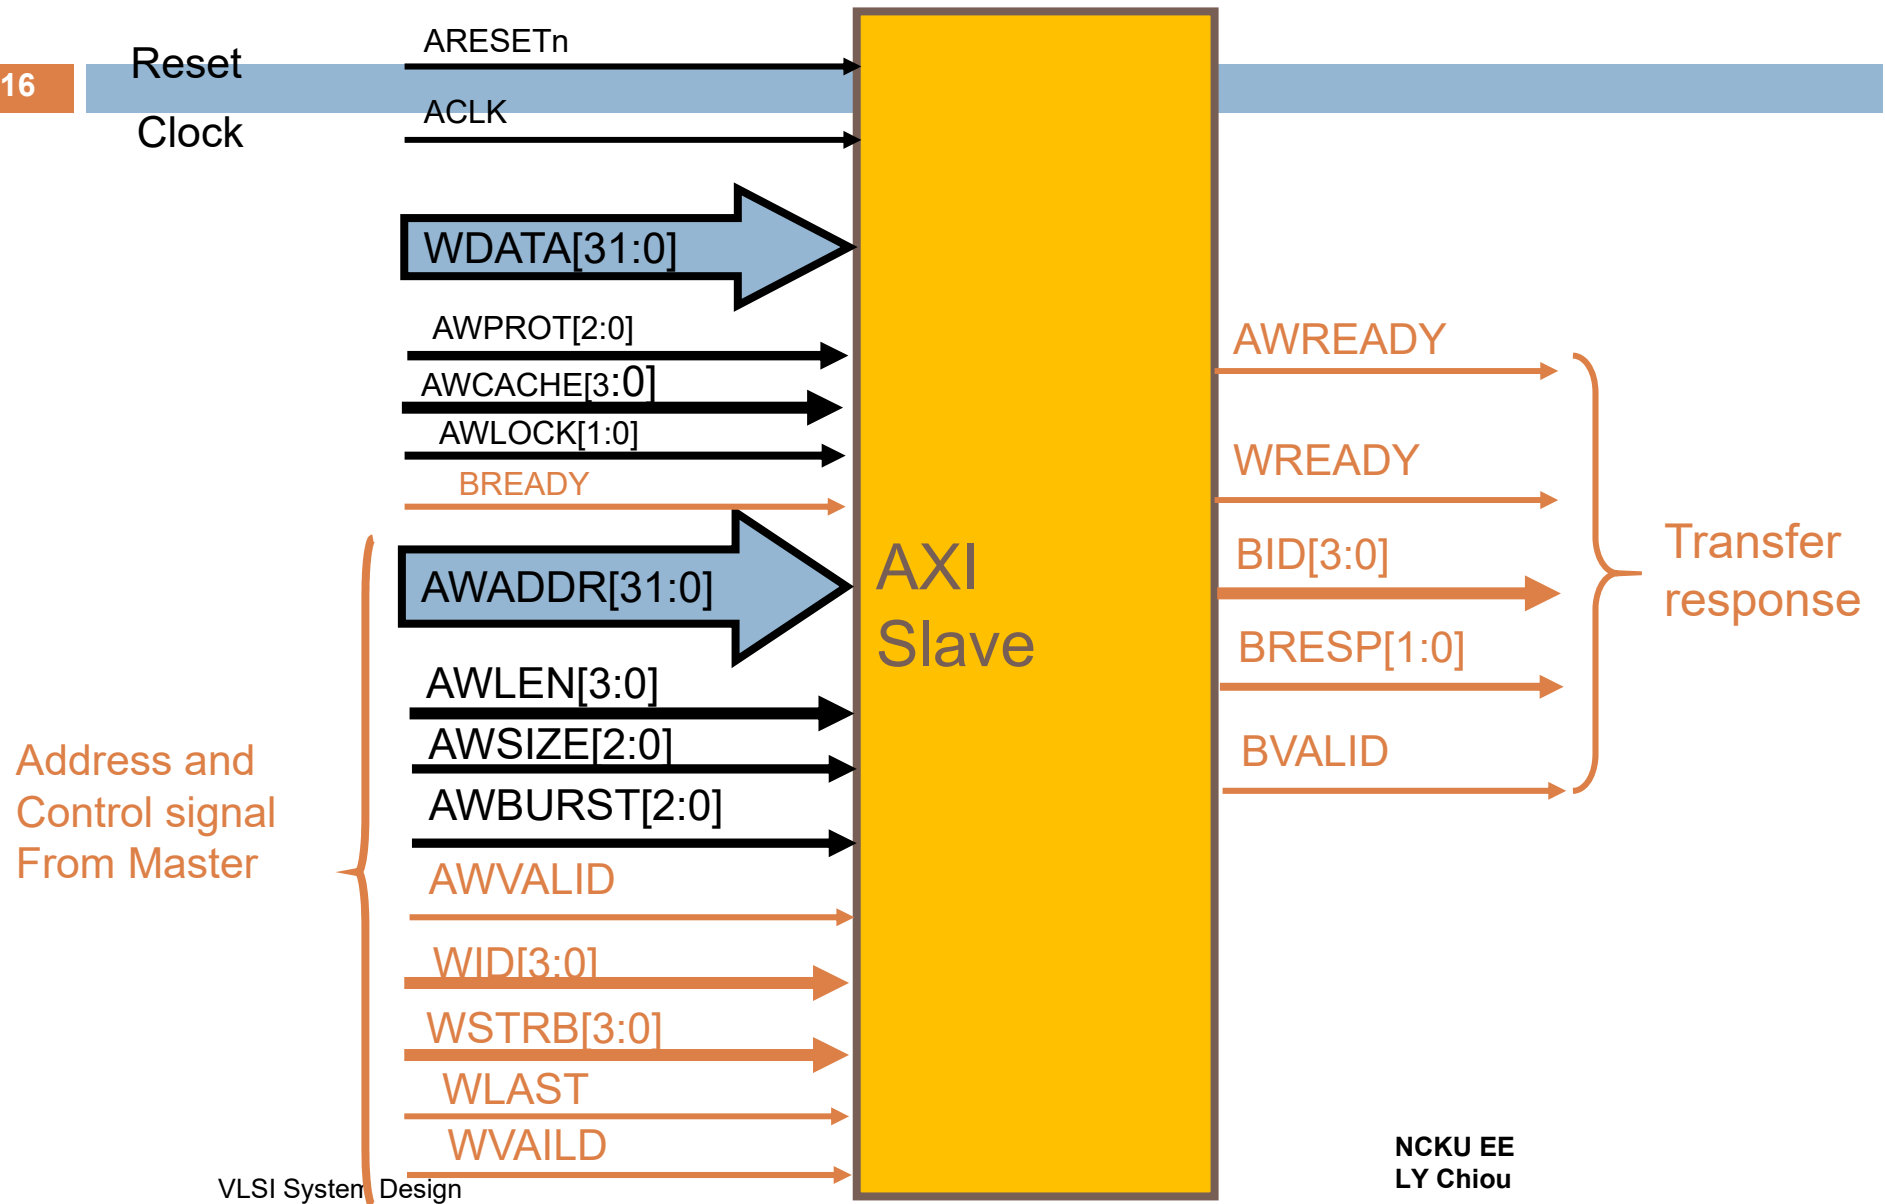 16
Reset
Clock
ARESETn
ACLK
WDATA[31:0]
AWPROT[2:0]
AWCACHE[3:0]
AWLOCK[1:0]
BREADY
AWADDR[31:0]
AWLEN[3:0]
AWSIZE[2:0]
AWBURST[2:0]
AWVALID
WID[3:0]
WSTRB[3:0]
WLAST
WVAILD
Address and
Control signal
From Master
AXI
Slave
AWREADY
WREADY
BID[3:0]
BRESP[1:0]
BVALID
Transfer
response
VLSI System Design
NCKU EE
LY Chiou